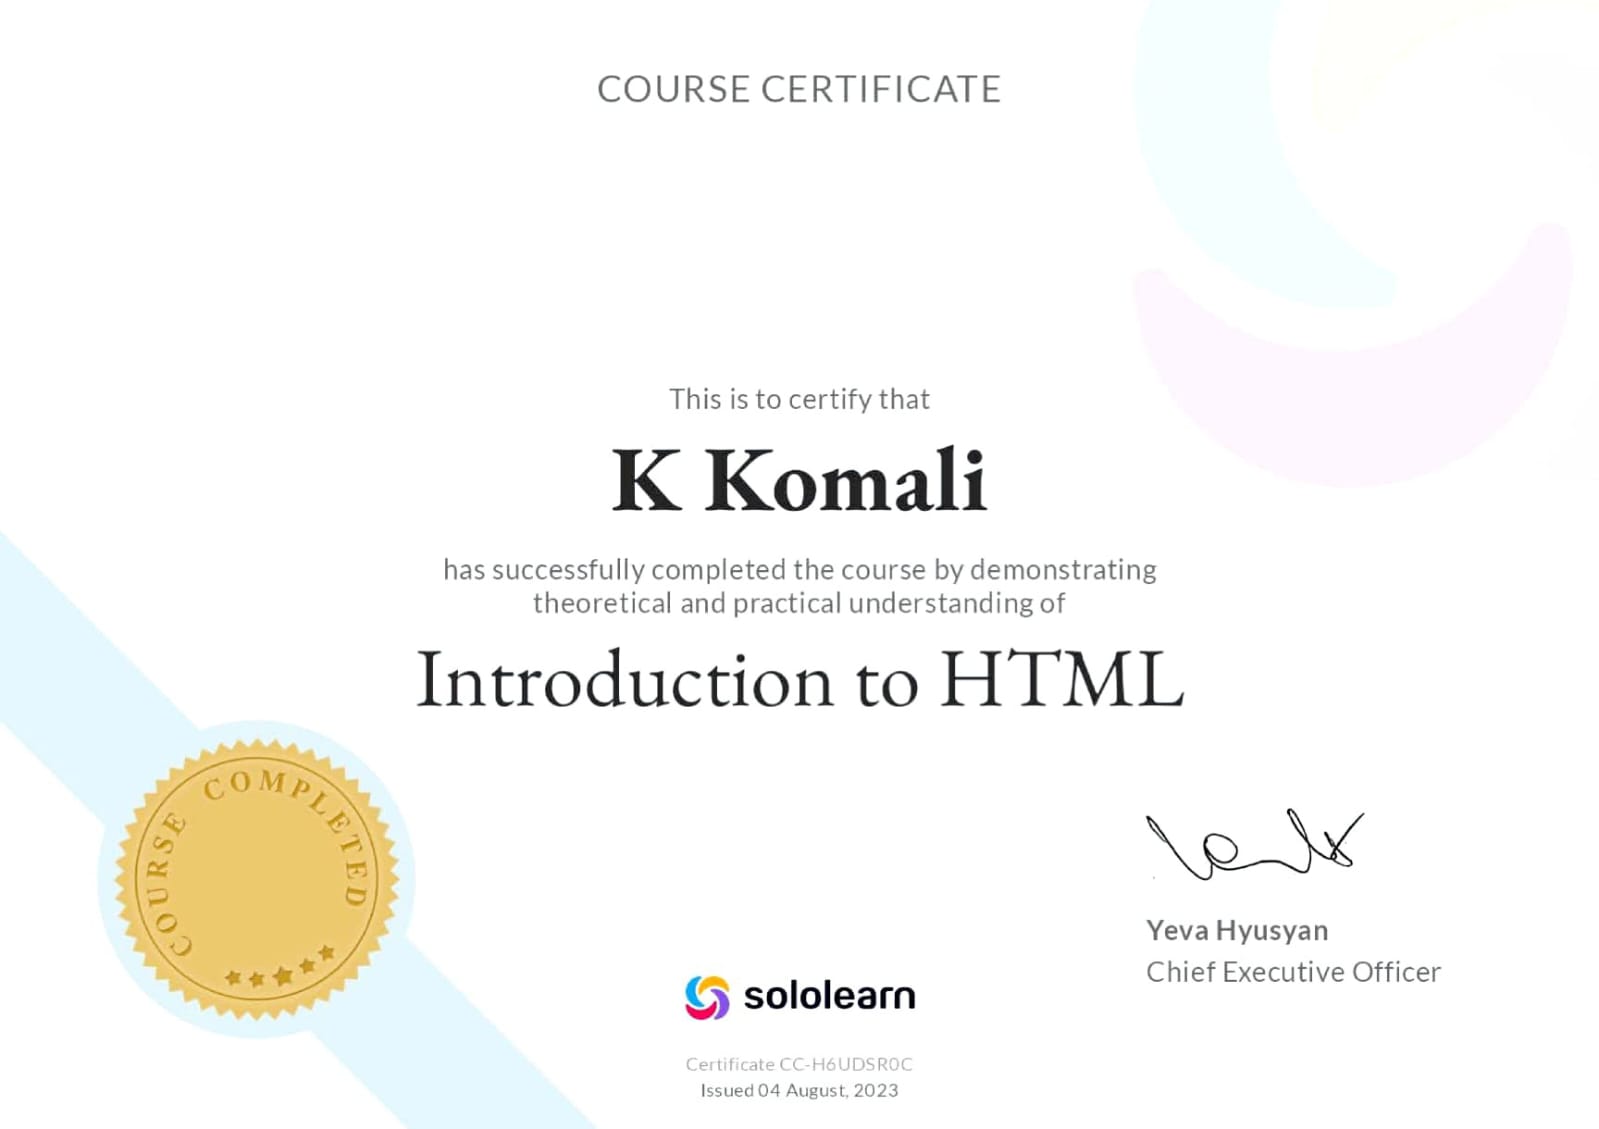 COURSE CERTIFICATE
This is to certify that
K Komali
has successfully completed the course by demonstrating
theoretical and practical understanding of
Introduction to HTML
COURSE COMPLETED
Yeva Hyusyan
Chief Executive Officer
sololearn
Certificate CC-H6UDSR0C
Issued 04 August, 2023